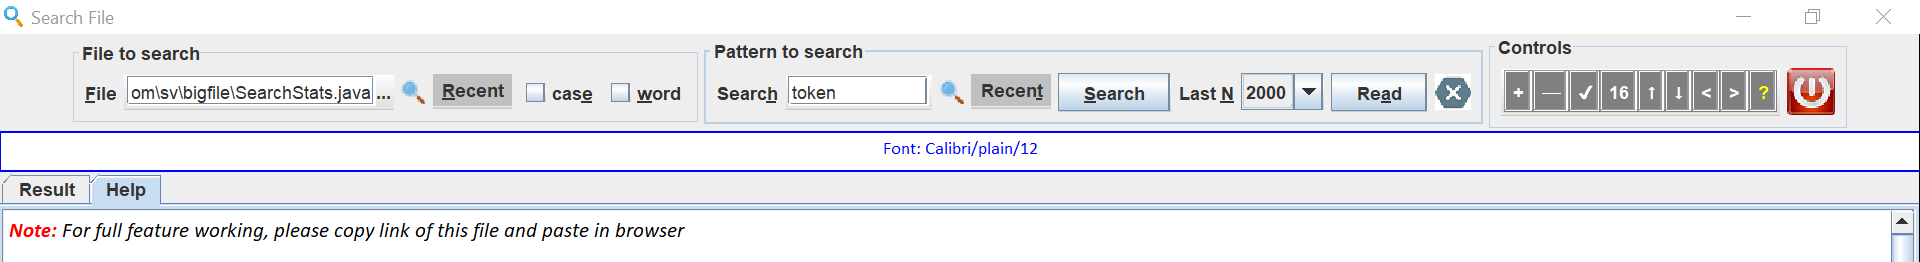 Search File
File to search
File om\sv\bigfile\SearchStats.java ... Recent case word
Pattern to search
Search token Recent Search Last N 2000 Read
Controls
+ — ✓ 16 ↑ ↓ < > ?
Font: Calibri/plain/12
Result Help
Note: For full feature working, please copy link of this file and paste in browser